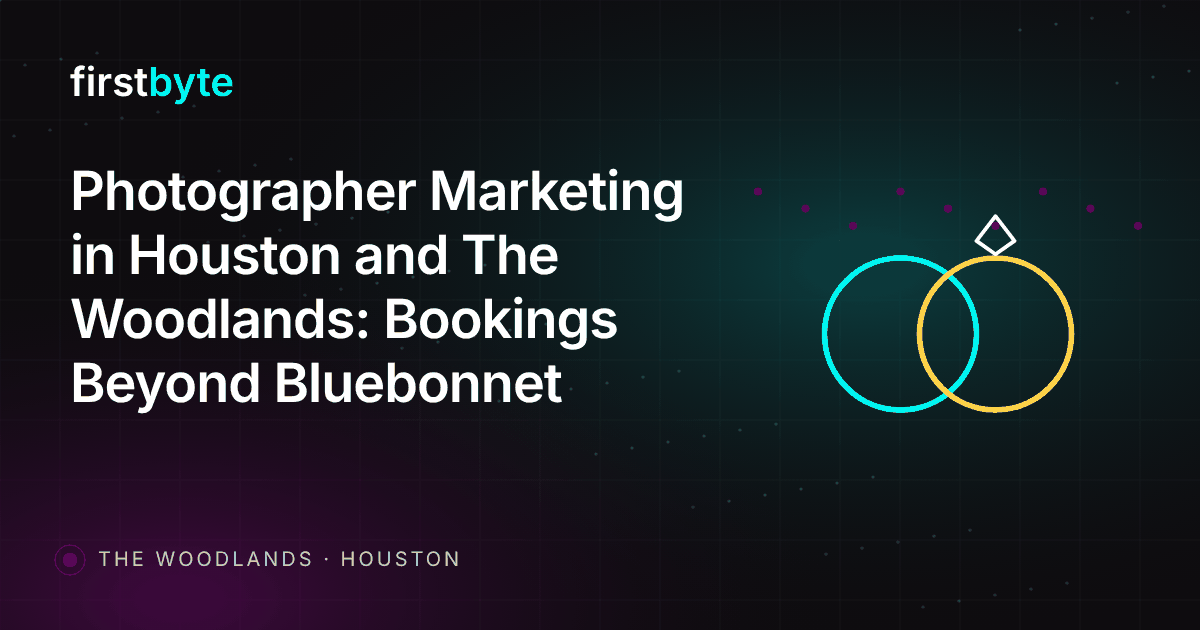 firstbyte
Photographer Marketing
in Houston and The
Woodlands: Bookings
Beyond Bluebonnet
THE WOODLANDS · HOUSTON